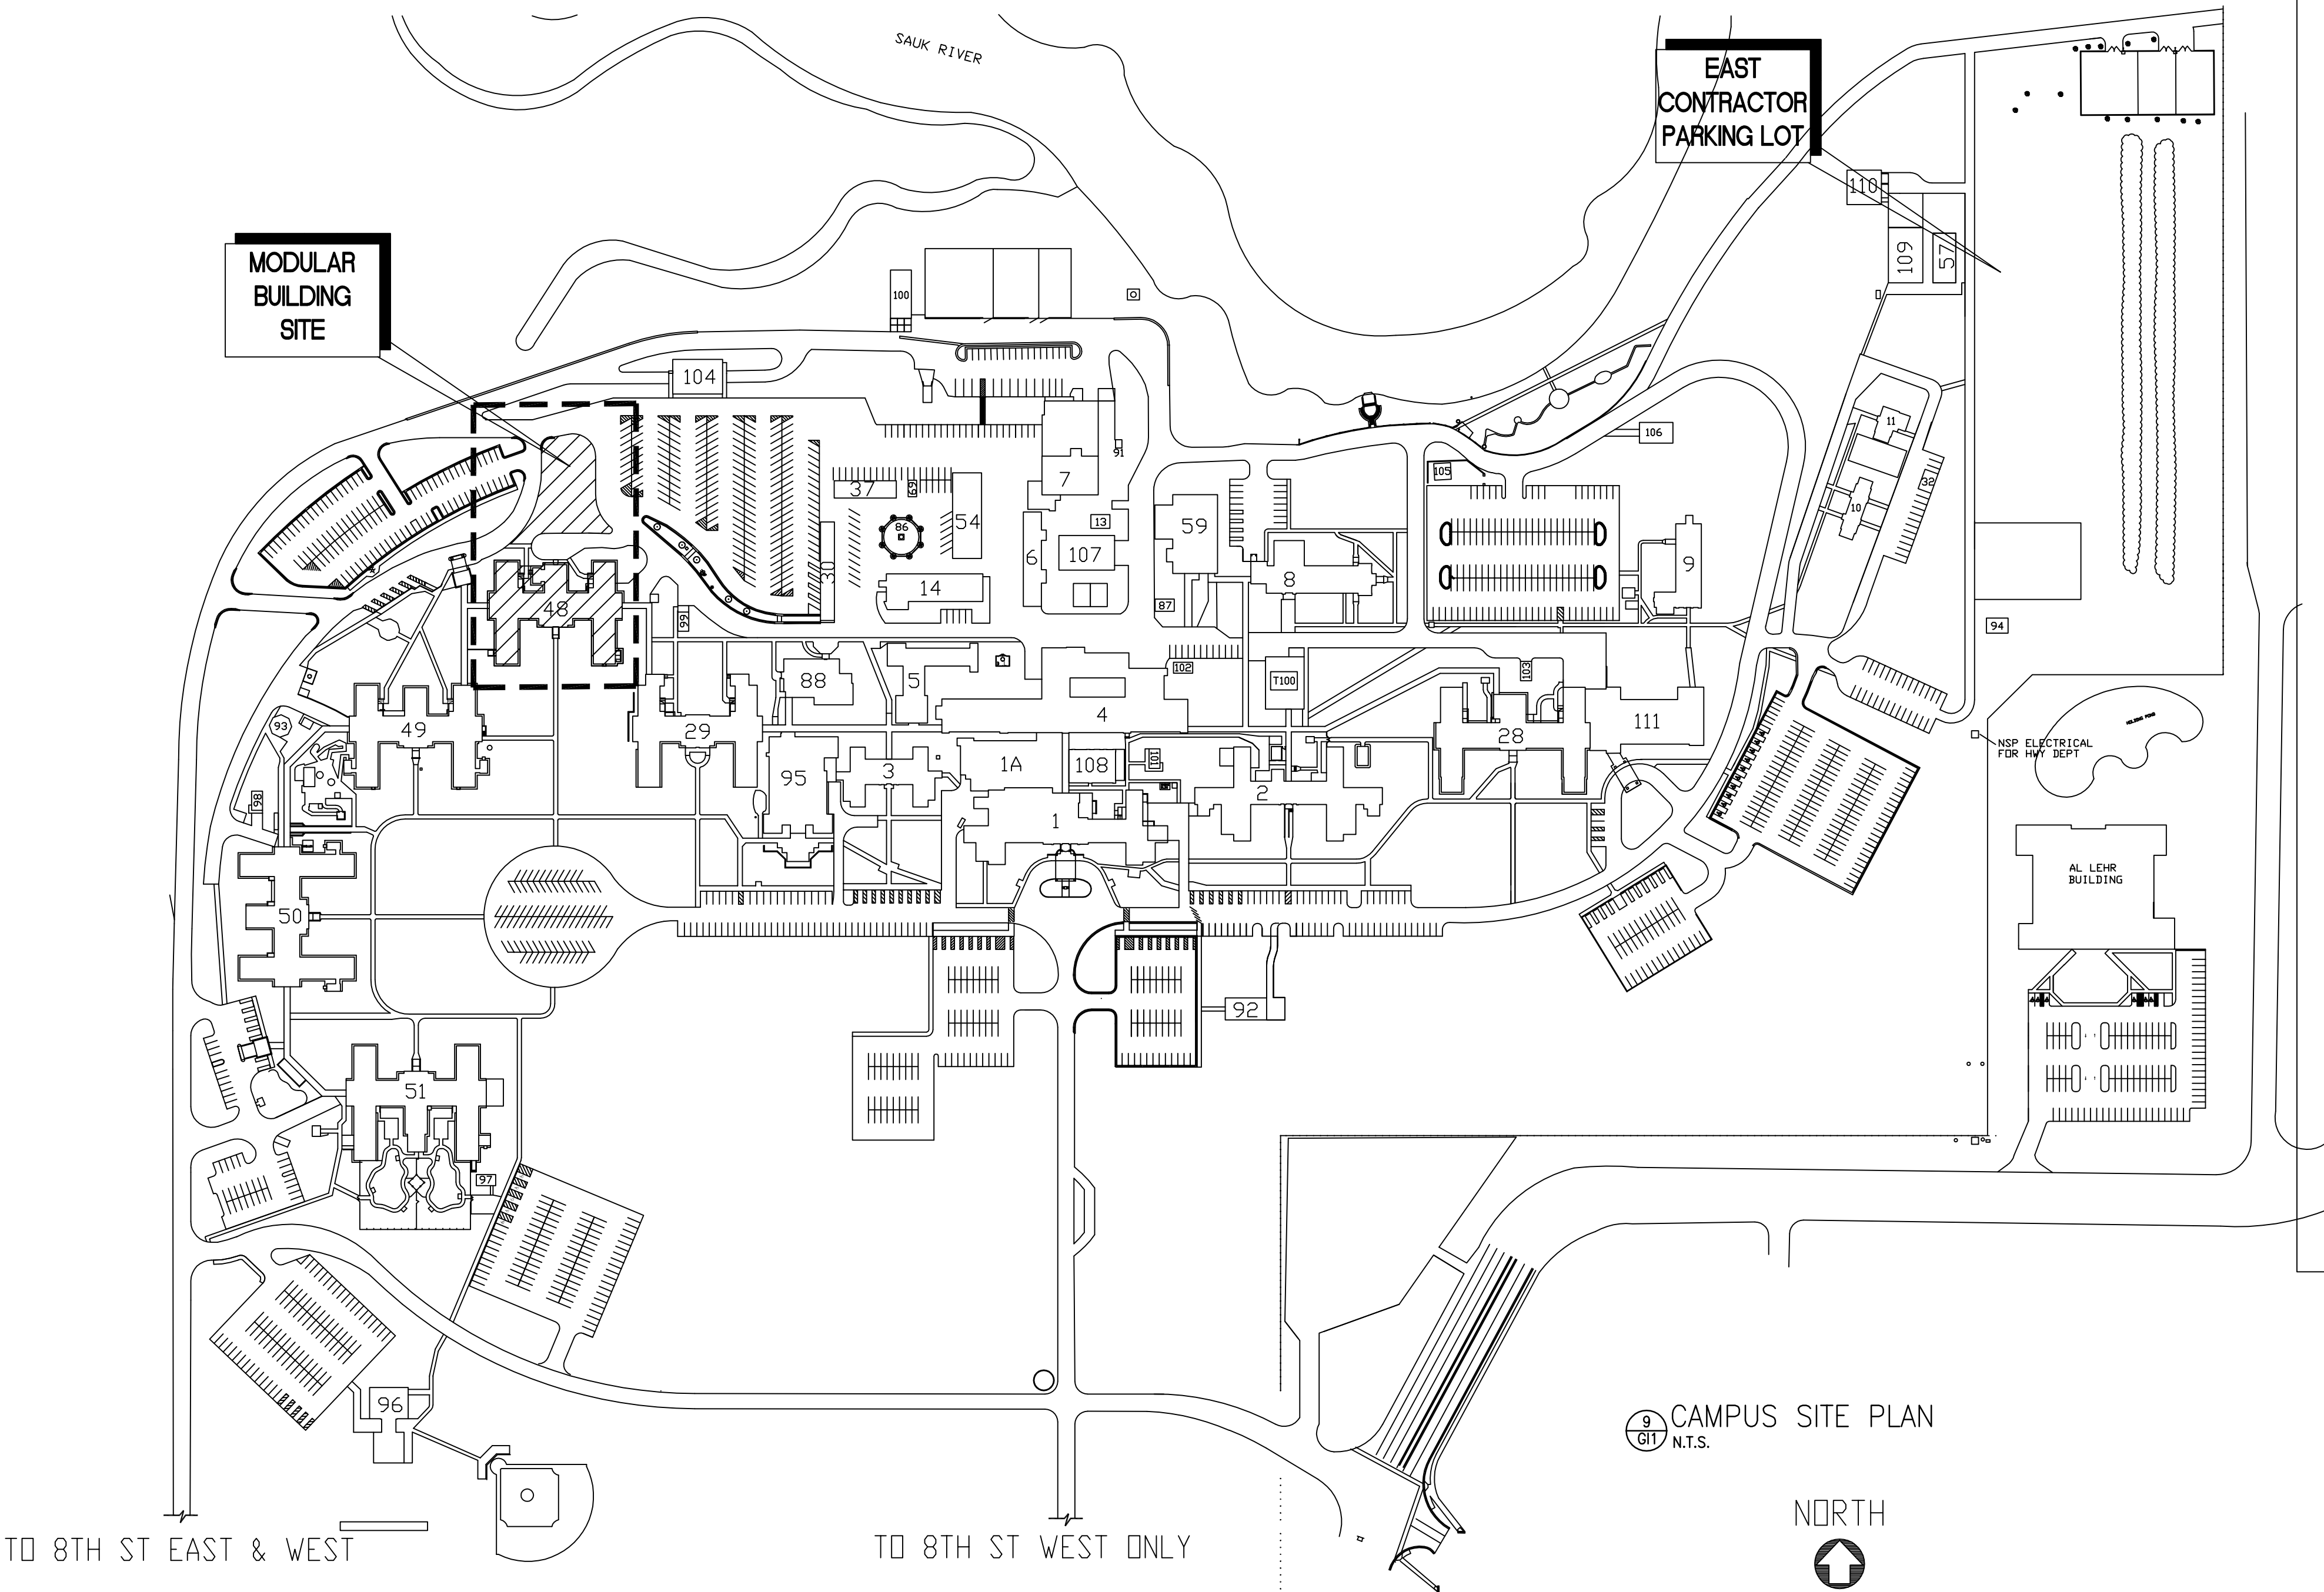 SAUK RIVER
EAST
CONTRACTOR
PARKING LOT
110
109
57
MODULAR
BUILDING
SITE
100
104
106
11
91
105
7
32
37
69
10
54
86
59
13
6
107
9
30
8
14
48
87
99
94
102
103
5
88
T100
4
111
93
49
29
28
HOLDING POND
NSP ELECTRICAL
FOR HWY DEPT
101
1A
108
3
95
2
98
1
AL LEHR
BUILDING
50
92
51
97
96
9
GI1
CAMPUS SITE PLAN
N.T.S.
NORTH
TO 8TH ST EAST & WEST
TO 8TH ST WEST ONLY